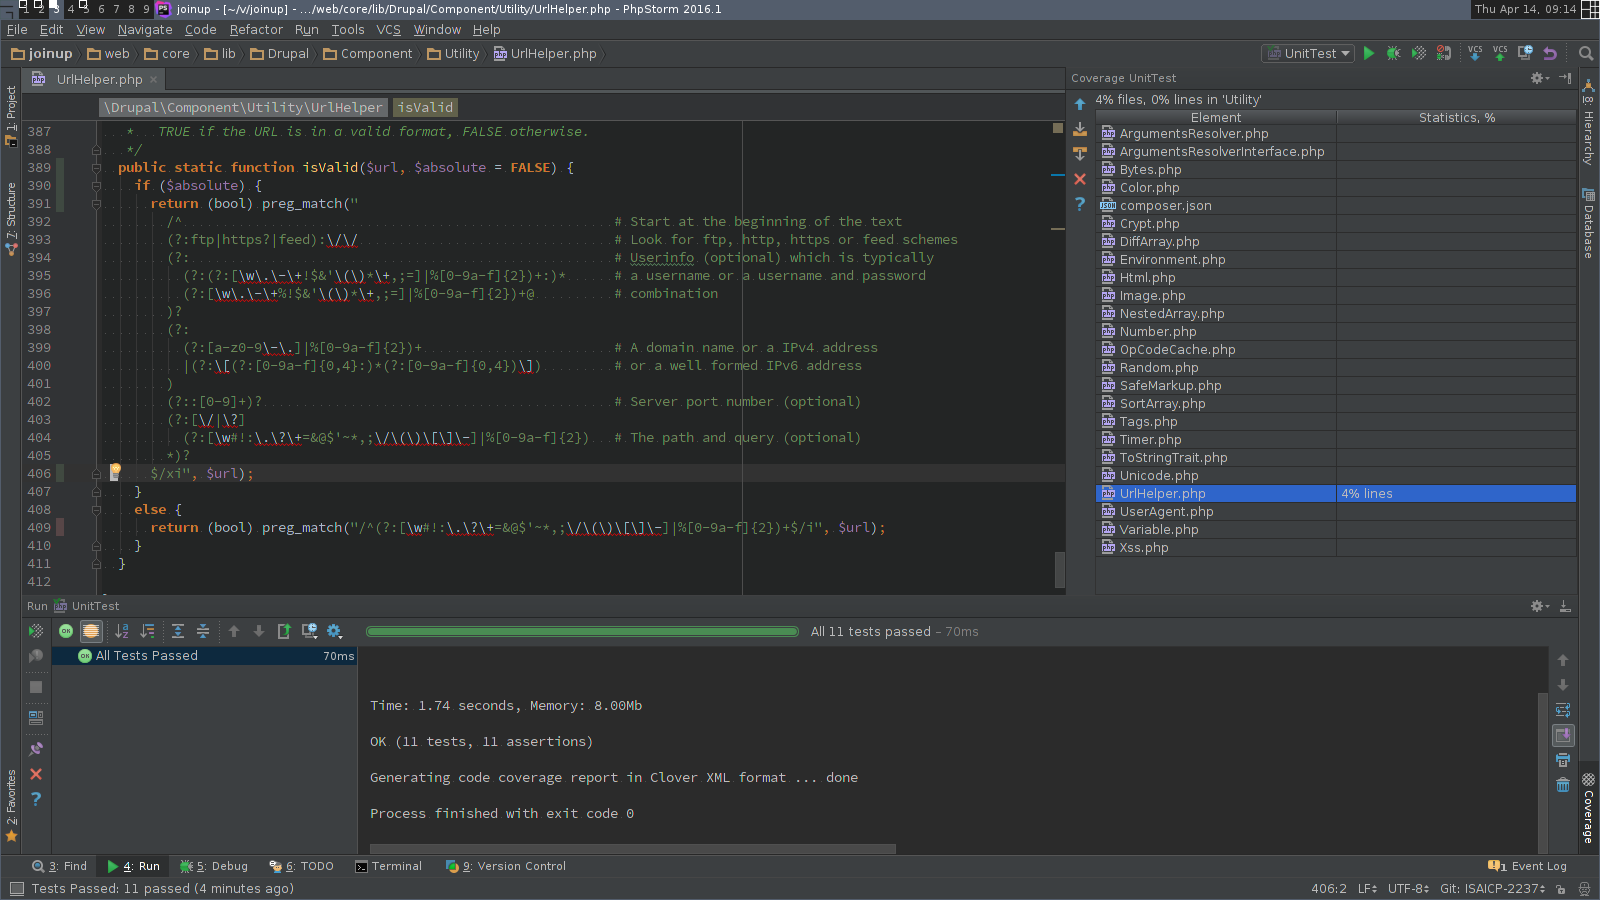 1 2 3 4 5 6 7 8 9 joinup - [~/v/joinup] - .../web/core/lib/Drupal/Component/Utility/UrlHelper.php - PhpStorm 2016.1 Thu Apr 14, 09:14
File Edit View Navigate Code Refactor Run Tools VCS Window Help
joinup web core lib Drupal Component Utility UrlHelper.php UnitTest VCS VCS
UrlHelper.php
\Drupal\Component\Utility\UrlHelper isValid
387 * TRUE if the URL is in a valid format, FALSE otherwise.
388 */
389 public static function isValid($url, $absolute = FALSE) {
390 if ($absolute) {
391 return (bool) preg_match("
392 /^ # Start at the beginning of the text
393 (?:ftp|https?|feed):\/\/ # Look for ftp, http, https or feed schemes
394 (?: # Userinfo (optional) which is typically
395 (?:(?:[\w\.\-\+!$&'\(\)*\+,;=]|%[0-9a-f]{2})+:)* # a username or a username and password
396 (?:[\w\.\-\+%!$&'\(\)*\+,;=]|%[0-9a-f]{2})+@ # combination
397 )?
398 (?:
399 (?:[a-z0-9\-\.]|%[0-9a-f]{2})+ # A domain name or a IPv4 address
400 |(?:\[(?:[0-9a-f]{0,4}:)*(?:[0-9a-f]{0,4})\]) # or a well formed IPv6 address
401 )
402 (?::[0-9]+)? # Server port number (optional)
403 (?:[\/|\?]
404 (?:[\w#!:\.\?\+=&@$'~*,;\/\(\)\[\]\-]|%[0-9a-f]{2}) # The path and query (optional)
405 *)?
406 $/xi", $url);
407 }
408 else {
409 return (bool) preg_match("/^(?:[\w#!:\.\?\+=&@$'~*,;\/\(\)\[\]\-]|%[0-9a-f]{2})+$/i", $url);
410 }
411 }
412
Coverage UnitTest
4% files, 0% lines in 'Utility'
Element Statistics, %
ArgumentsResolver.php
ArgumentsResolverInterface.php
Bytes.php
Color.php
composer.json
Crypt.php
DiffArray.php
Environment.php
Html.php
Image.php
NestedArray.php
Number.php
OpCodeCache.php
Random.php
SafeMarkup.php
SortArray.php
Tags.php
Timer.php
ToStringTrait.php
Unicode.php
UrlHelper.php 4% lines
UserAgent.php
Variable.php
Xss.php
1: Project
7: Structure
2: Favorites
8: Hierarchy
Database
Coverage
Run UnitTest
All 11 tests passed – 70ms
All Tests Passed 70ms
Time: 1.74 seconds, Memory: 8.00Mb
OK (11 tests, 11 assertions)
Generating code coverage report in Clover XML format ... done
Process finished with exit code 0
3: Find 4: Run 5: Debug 6: TODO Terminal 9: Version Control 1 Event Log
Tests Passed: 11 passed (4 minutes ago) 406:2 LF UTF-8 Git: ISAICP-2237